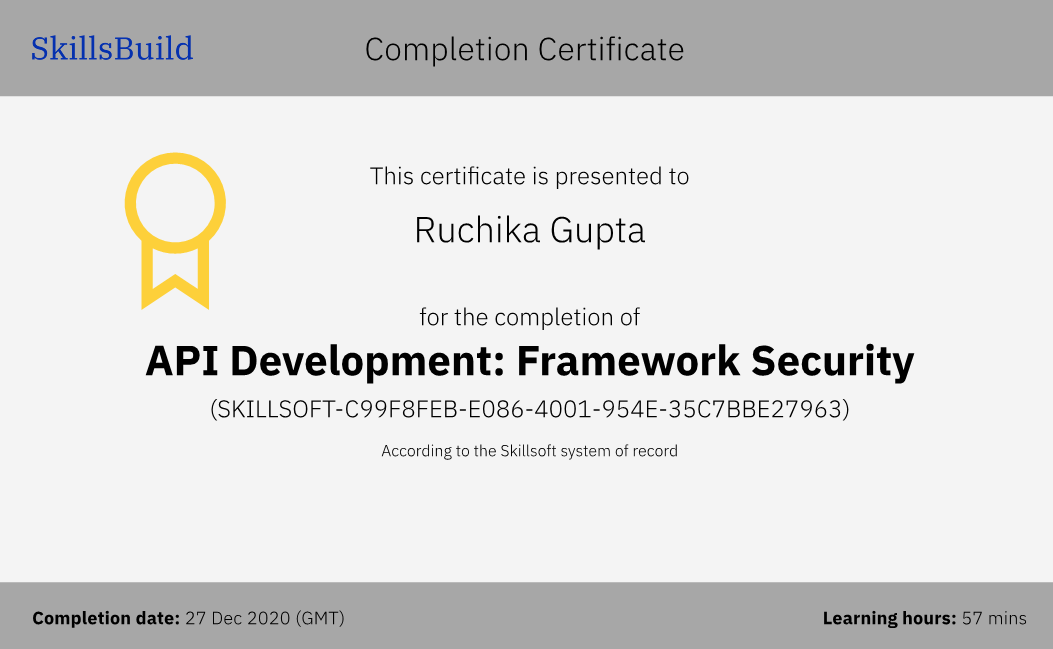 SkillsBuild
Completion Certificate
This certificate is presented to
Ruchika Gupta
for the completion of
API Development: Framework Security
(SKILLSOFT-C99F8FEB-E086-4001-954E-35C7BBE27963)
According to the Skillsoft system of record
Completion date: 27 Dec 2020 (GMT)
Learning hours: 57 mins